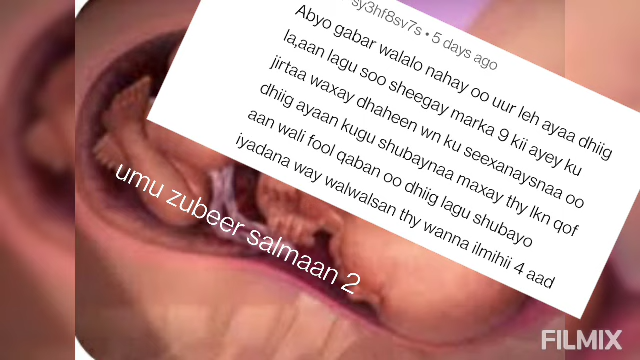 sy3hf8sv7s • 5 days ago
Abyo gabar walalo nahay oo uur leh ayaa dhiig
la,aan lagu soo sheegay marka 9 kii ayey ku
jirtaa waxay dhaheen wn ku seexanaysnaa oo
dhiig ayaan kugu shubaynaa maxay thy lkn qof
aan wali fool qaban oo dhiig lagu shubayo
iyadana way walwalsan thy wanna ilmihii 4 aad
umu zubeer salmaan 2
FILMIX